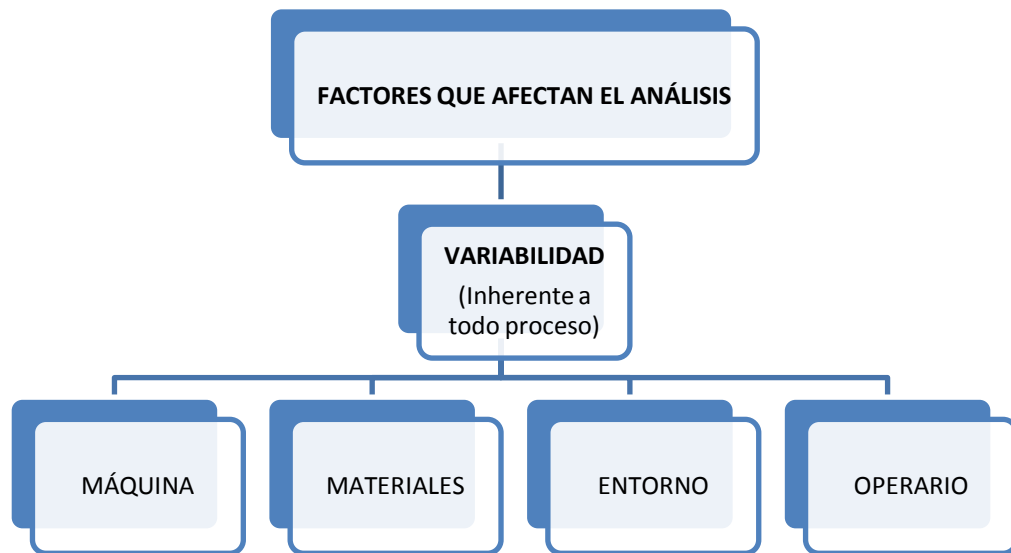 FACTORES QUE AFECTAN EL ANÁLISIS
VARIABILIDAD
(Inherente a
todo proceso)
MÁQUINA
MATERIALES
ENTORNO
OPERARIO